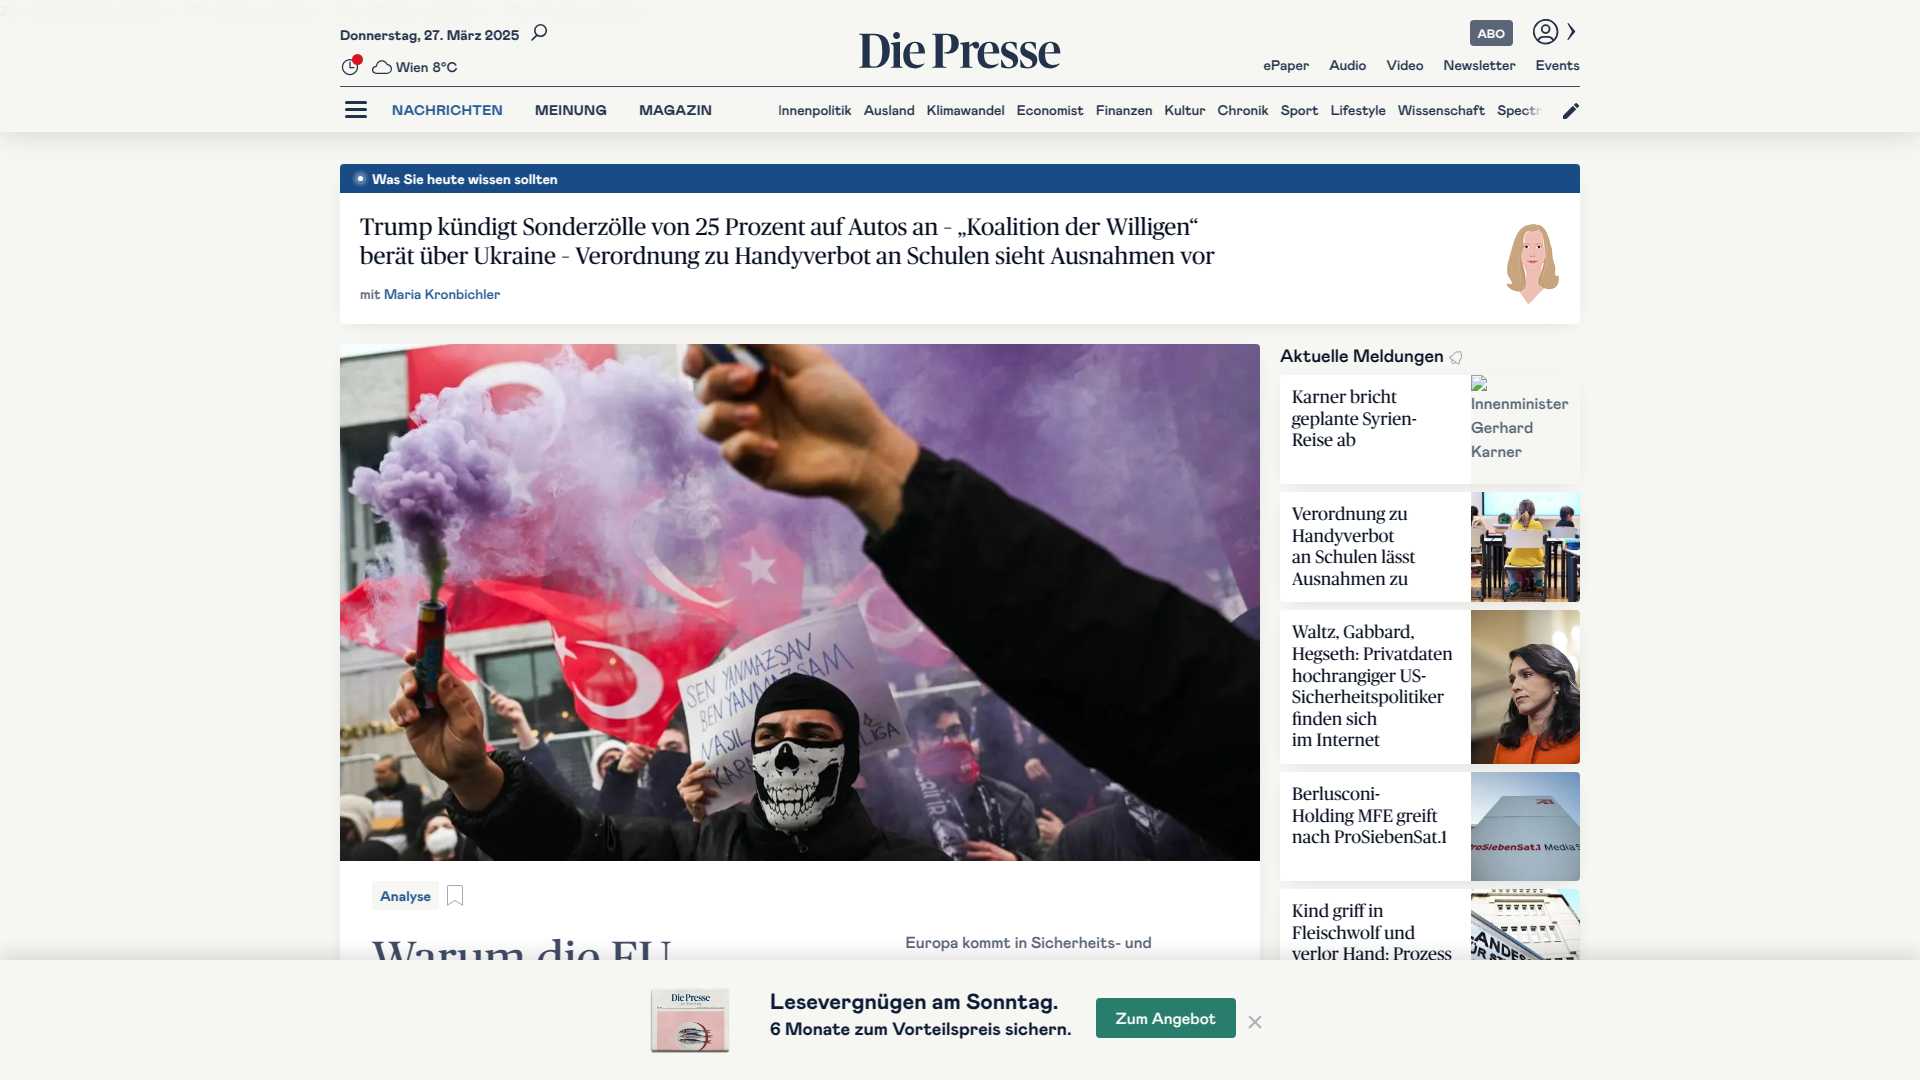 Donnerstag, 27. März 2025
Wien 8°C
Die Presse
ABO
ePaper Audio Video Newsletter Events
NACHRICHTEN MEINUNG MAGAZIN
Innenpolitik Ausland Klimawandel Economist Finanzen Kultur Chronik Sport Lifestyle Wissenschaft Spectr
Was Sie heute wissen sollten
Trump kündigt Sonderzölle von 25 Prozent auf Autos an – „Koalition der Willigen“
berät über Ukraine – Verordnung zu Handyverbot an Schulen sieht Ausnahmen vor
mit Maria Kronbichler
SEN YANMAZSAN
BEN YANMAZSAM
NASIL
KAR
LIGA
Analyse
Warum die EU
Europa kommt in Sicherheits- und
Aktuelle Meldungen
Karner bricht
geplante Syrien-
Reise ab
Innenminister
Gerhard
Karner
Verordnung zu
Handyverbot
an Schulen lässt
Ausnahmen zu
Waltz, Gabbard,
Hegseth: Privatdaten
hochrangiger US-
Sicherheitspolitiker
finden sich
im Internet
Berlusconi-
Holding MFE greift
nach ProSiebenSat.1
roSiebenSat.1 Media
Kind griff in
Fleischwolf und
verlor Hand: Prozess
ANDES
Die Presse
Lesevergnügen am Sonntag.
6 Monate zum Vorteilspreis sichern.
Zum Angebot